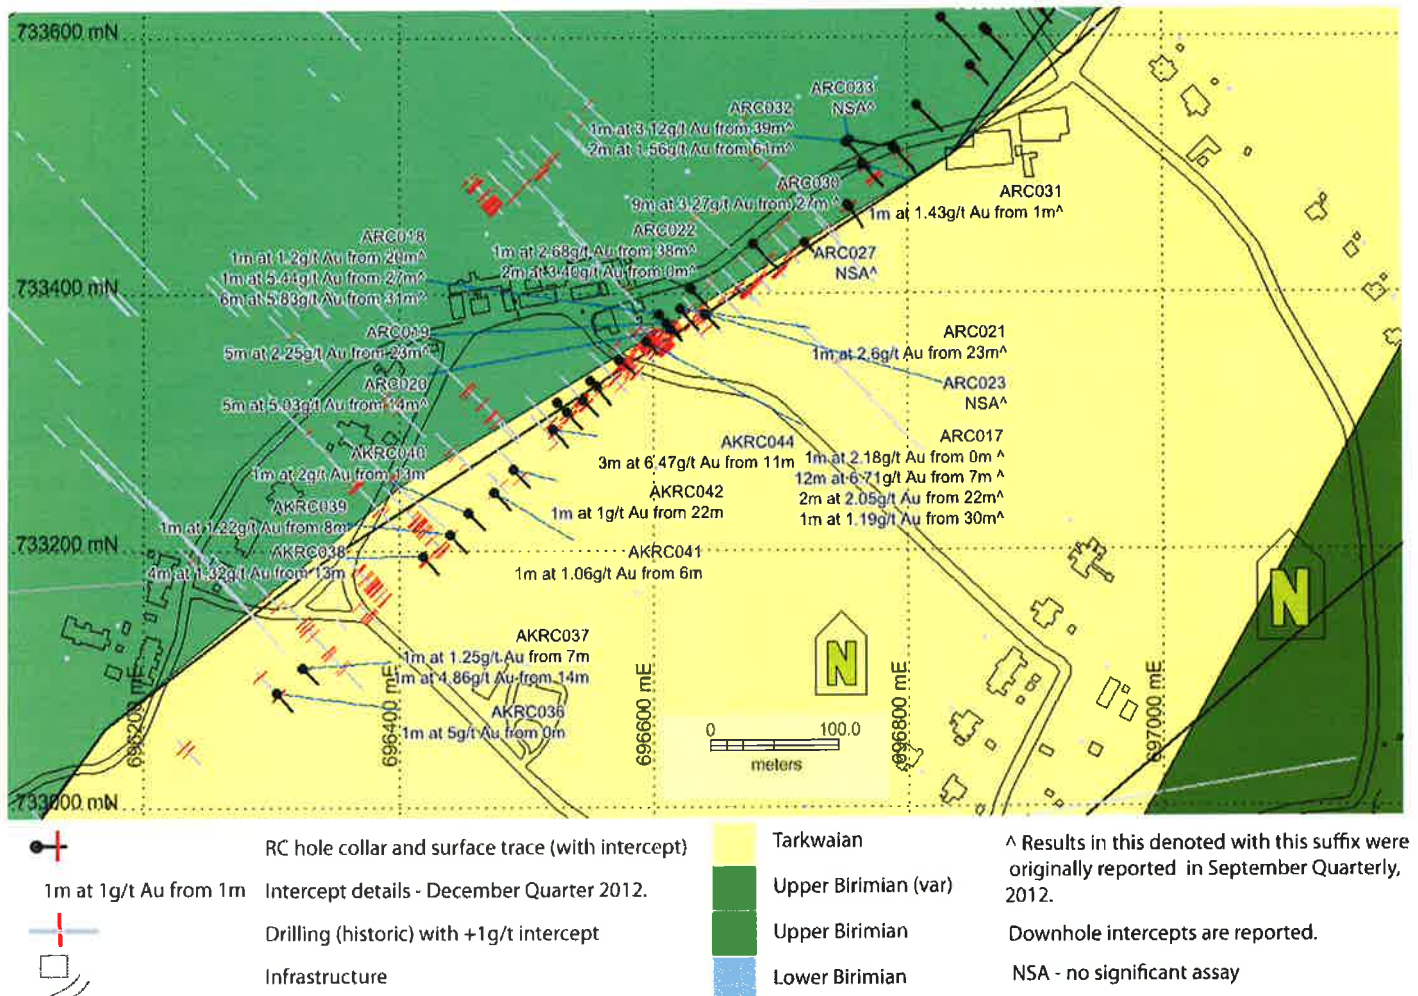 733600 mN
ARC033
NSA^
ARC032
1m at 3.12g/t Au from 39m^
2m at 1.56g/t Au from 61m^
ARC030
9m at 3.27g/t Au from 27m^
ARC031
1m at 1.43g/t Au from 1m^
ARC018
1m at 1.2g/t Au from 20m^
1m at 5.44g/t Au from 27m^
6m at 5.83g/t Au from 31m^
ARC022
1m at 2.68g/t Au from 38m^
2m at 3.40g/t Au from 0m^
ARC027
NSA^
733400 mN
ARC019
5m at 2.25g/t Au from 23m^
ARC021
1m at 2.6g/t Au from 23m^
ARC020
5m at 5.03g/t Au from 14m^
ARC023
NSA^
AKRC044
3m at 6.47g/t Au from 11m
ARC017
1m at 2.18g/t Au from 0m ^
12m at 6.71g/t Au from 7m ^
2m at 2.05g/t Au from 22m^
1m at 1.19g/t Au from 30m^
AKRC040
1m at 2g/t Au from 13m
AKRC042
1m at 1g/t Au from 22m
AKRC039
1m at 1.22g/t Au from 8m
733200 mN
AKRC038
4m at 1.32g/t Au from 13m
AKRC041
1m at 1.06g/t Au from 6m
N
N
AKRC037
1m at 1.25g/t Au from 7m
1m at 4.86g/t Au from 14m
AKRC036
1m at 5g/t Au from 0m
696200 mE
696400 mE
696600 mE
696800 mE
697000 mE
0 100.0
meters
733000 mN
RC hole collar and surface trace (with intercept)
1m at 1g/t Au from 1m Intercept details - December Quarter 2012.
Drilling (historic) with +1g/t intercept
Infrastructure
Tarkwaian
Upper Birimian (var)
Upper Birimian
Lower Birimian
^ Results in this denoted with this suffix were
originally reported in September Quarterly,
2012.
Downhole intercepts are reported.
NSA - no significant assay